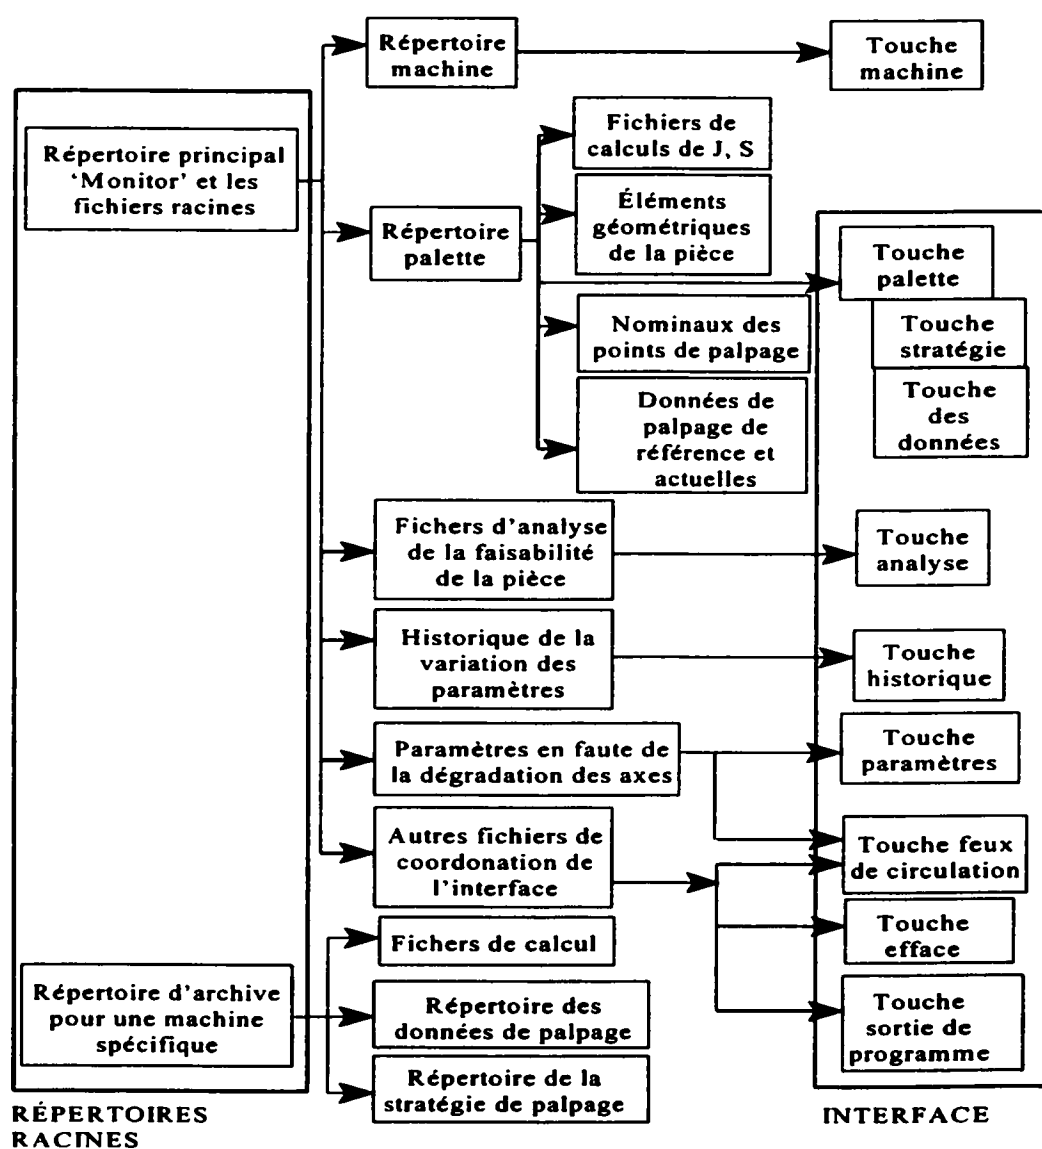 Répertoire
machine
Touche
machine
Répertoire principal
'Monitor' et les
fichiers racines
Fichiers de
calculs de J, S
Répertoire
palette
Éléments
géométriques
de la pièce
Touche
palette
Nominaux des
points de palpage
Touche
stratégie
Données de
palpage de
référence et
actuelles
Touche
des
données
Fichers d'analyse
de la faisabilité
de la pièce
Touche
analyse
Historique de la
variation des
paramètres
Touche
historique
Paramètres en faute de
la dégradation des axes
Touche
paramètres
Autres fichiers de
coordonation de
l'interface
Touche feux
de circulation
Fichers de calcul
Touche
efface
Répertoire d'archive
pour une machine
spécifique
Répertoire des
données de palpage
Touche
sortie de
programme
Répertoire de la
stratégie de palpage
RÉPERTOIRES
RACINES
INTERFACE